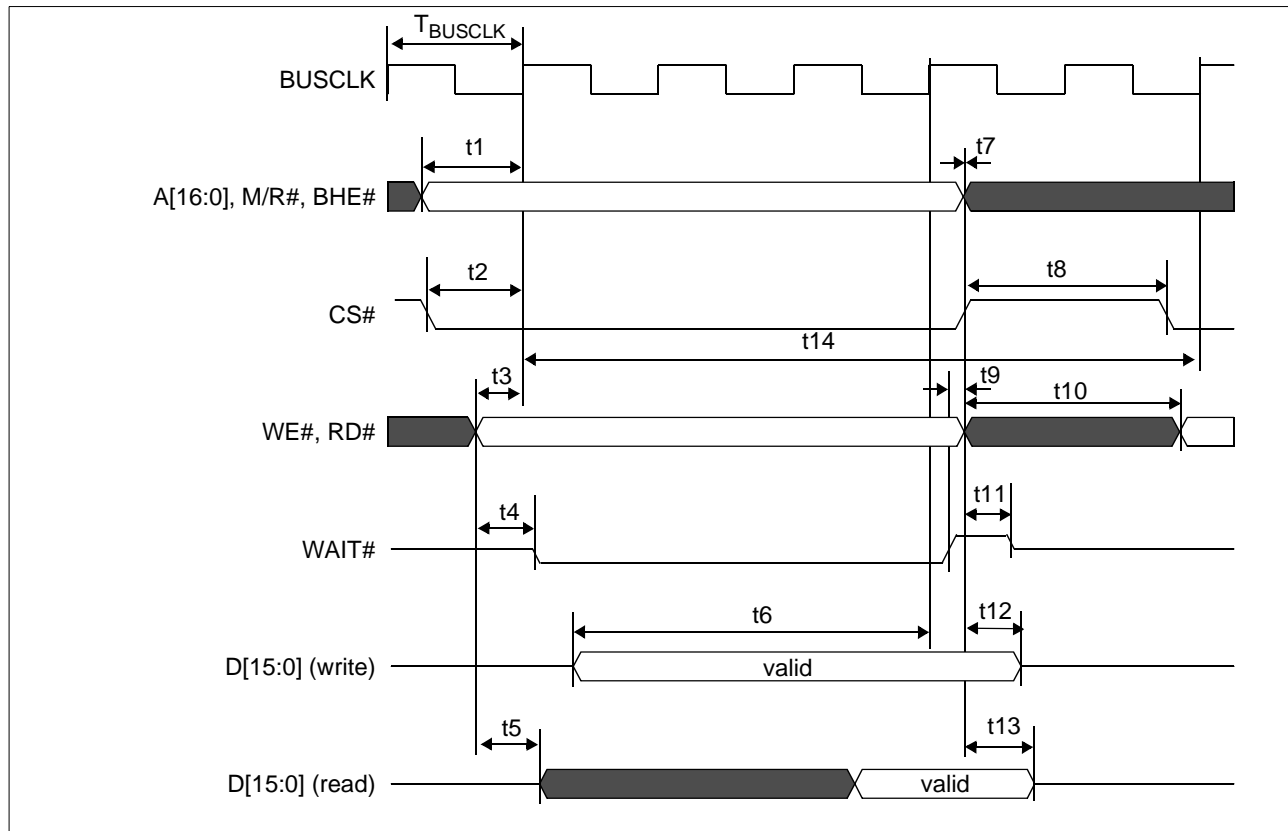 TBUSCLK
BUSCLK
t1
t7
A[16:0], M/R#, BHE#
t2
t8
CS#
t14
t3
t9
t10
WE#, RD#
t4
t11
WAIT#
t6
t12
D[15:0] (write)
valid
t5
t13
D[15:0] (read)
valid